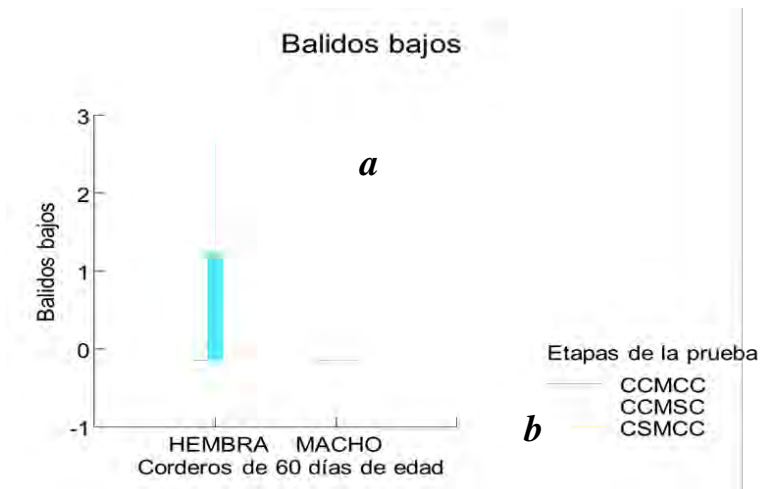 Balidos bajos
3
a
2
1
0
-1
Balidos bajos
HEMBRA MACHO
Corderos de 60 días de edad
b
Etapas de la prueba
CCMCC
CCMSC
CSMCC